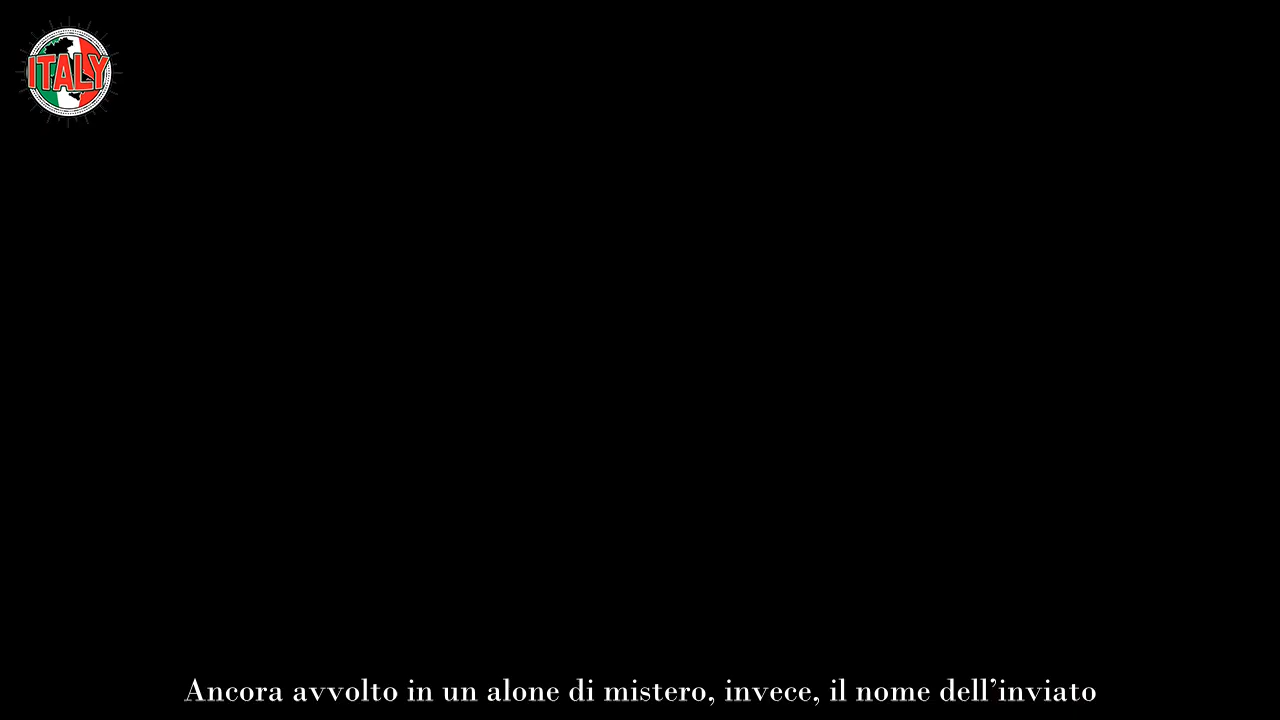 ITALY
Ancora avvolto in un alone di mistero, invece, il nome dell’inviato